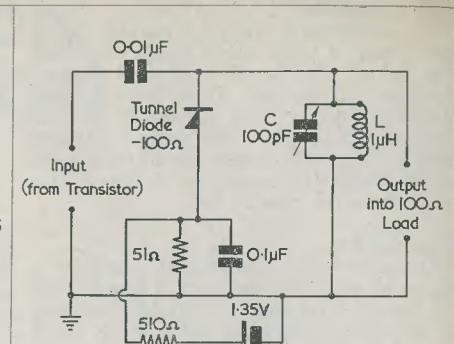 0·01μF
Tunnel
Diode
-100Ω
C
100pF
L
1μH
Input
(from Transistor)
Output
into 100Ω
Load
51Ω
0·1μF
510Ω
1·35V